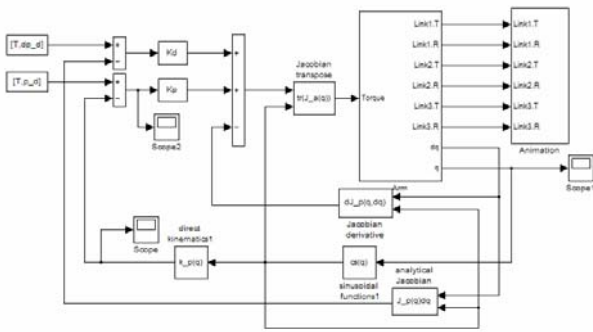 [T,dp_d]
[T,p_d]
+
−
+
−
Kd
Kp
Scope2
+
+
−
Jacobian
transpose
tr(J_a(q))
Torque
Link1.T
Link1.R
Link2.T
Link2.R
Link3.T
Link3.R
dq
q
Arm
Link1.T
Link1.R
Link2.T
Link2.R
Link3.T
Link3.R
Animation
Scope1
dJ_p(q,dq)
Jacobian
derivative
Scope
direct
kinematics1
k_p(q)
cs(q)
sinusoidal
functions1
analytical
Jacobian
J_p(q)dq